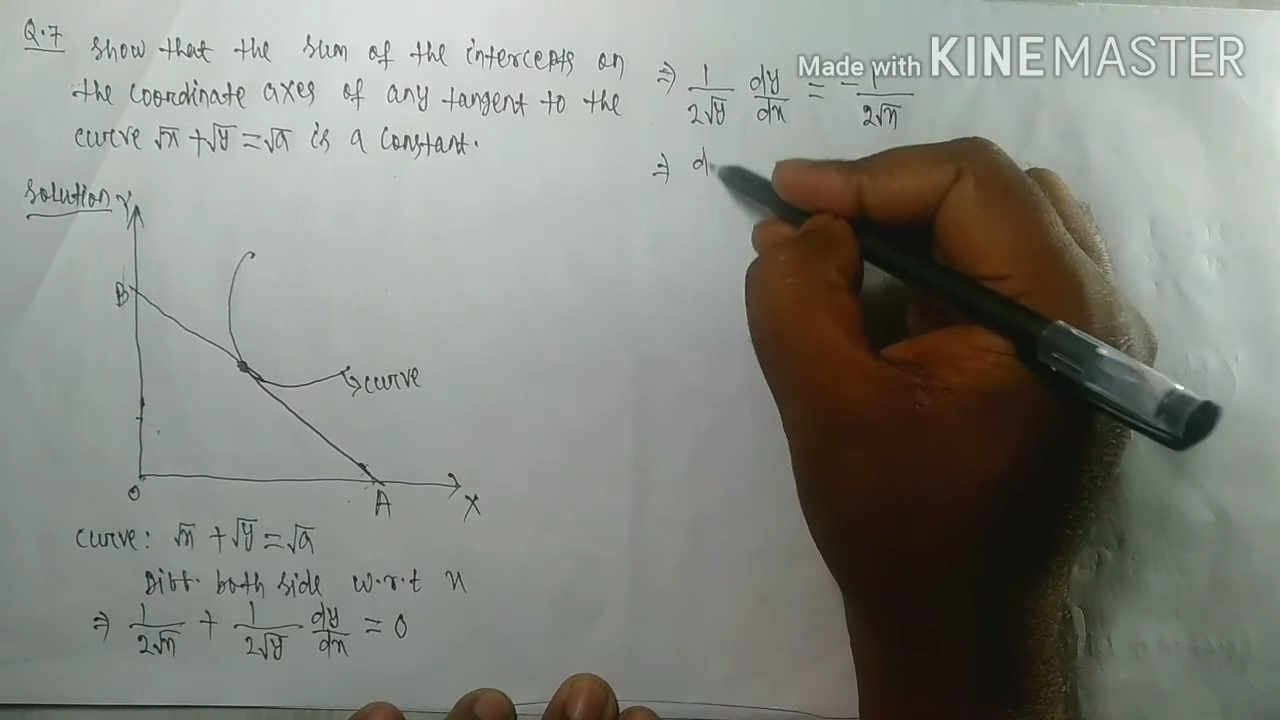 Q.7 Show that the sum of the intercepts on
the coordinate axes of any tangent to the
curve √x + √y = √a is a constant.
Solution
Y
B
curve
O
A
X
curve: √x + √y = √a
Diff. both side w.r.t x
⇒ 1/2√x + 1/2√y dy/dx = 0
Made with KINEMASTER
⇒ 1/2√y dy/dx = - 1/2√x
⇒ d